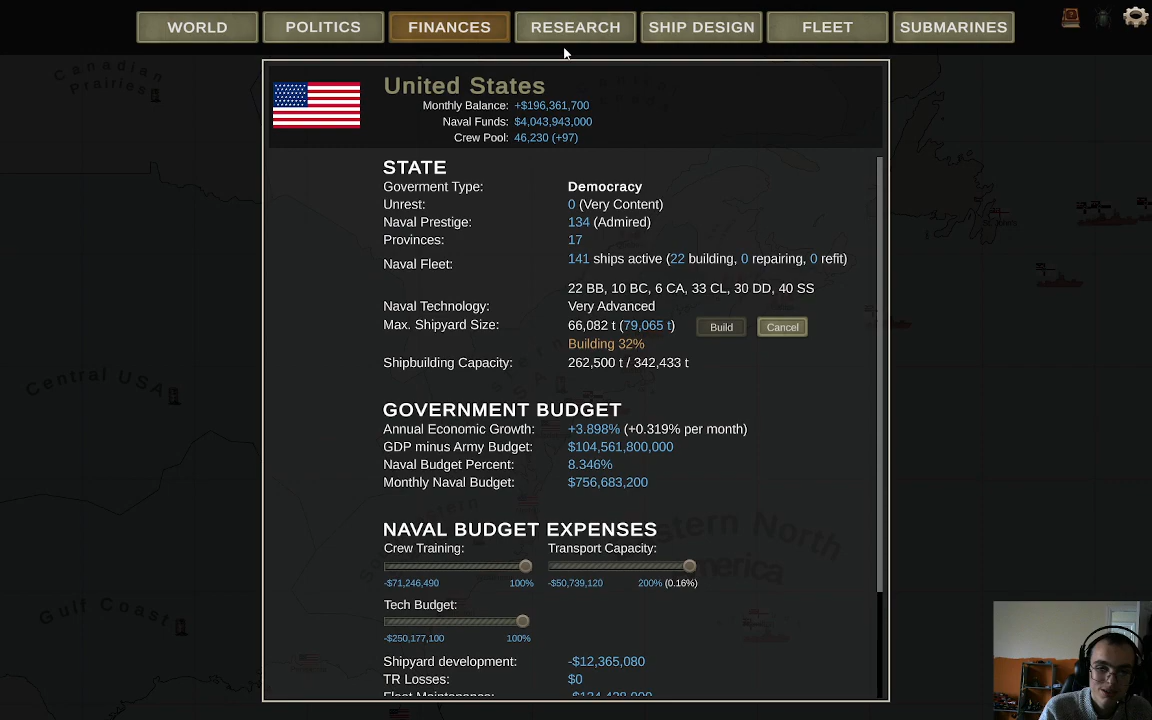 WORLD
POLITICS
FINANCES
RESEARCH
SHIP DESIGN
FLEET
SUBMARINES
Canadian
Prairies
United States
Monthly Balance: +$196,361,700
Naval Funds: $4,043,943,000
Crew Pool: 46,230 (+97)
STATE
Goverment Type: Democracy
Unrest: 0 (Very Content)
Naval Prestige: 134 (Admired)
Provinces: 17
Naval Fleet: 141 ships active (22 building, 0 repairing, 0 refit)
22 BB, 10 BC, 6 CA, 33 CL, 30 DD, 40 SS
Naval Technology: Very Advanced
Max. Shipyard Size: 66,082 t (79,065 t) Build Cancel
Building 32%
Shipbuilding Capacity: 262,500 t / 342,433 t
Central USA
GOVERNMENT BUDGET
Annual Economic Growth: +3.898% (+0.319% per month)
GDP minus Army Budget: $104,561,800,000
Naval Budget Percent: 8.346%
Monthly Naval Budget: $756,683,200
NAVAL BUDGET EXPENSES
Crew Training: Transport Capacity:
-$71,246,490 100% -$50,739,120 200% (0.16%)
Tech Budget:
-$250,177,100 100%
Gulf Coast
Eastern North
America
Shipyard development: -$12,365,080
TR Losses: $0
Fleet Maintenance: